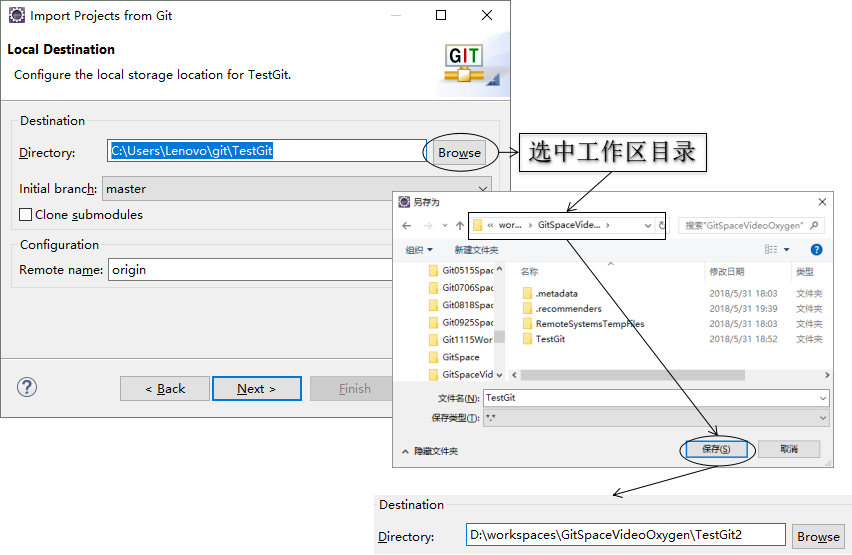 Import Projects from Git
Local Destination
Configure the local storage location for TestGit.
GIT
Destination
Directory:
C:\Users\Lenovo\git\TestGit
Browse
选中工作区目录
Initial branch:
master
Clone submodules
Configuration
Remote name:
origin
?
< Back
Next >
Finish
另存为
« wor... > GitSpaceVide... >
搜索"GitSpaceVideoOxygen"
组织
新建文件夹
?
名称
修改日期
类型
Git0515Spac
Git0706Spac
Git0818Spac
Git0925Spac
Git1115Wor
GitSpace
GitSpaceVid
.metadata 2018/5/31 18:03 文件夹
.recommenders 2018/5/31 19:39 文件夹
RemoteSystemsTempFiles 2018/5/31 18:03 文件夹
TestGit 2018/5/31 18:52 文件夹
文件名(N): TestGit
保存类型(T): *.*
隐藏文件夹
保存(S)
取消
Destination
Directory:
D:\workspaces\GitSpaceVideoOxygen\TestGit2
Browse